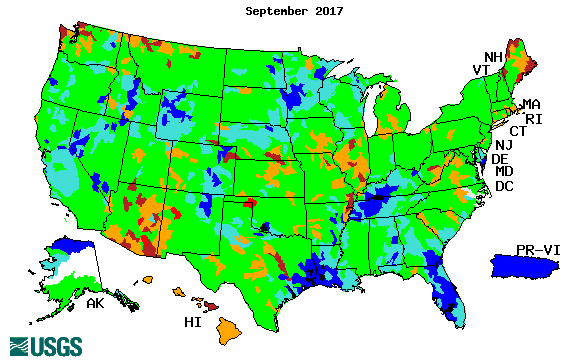 September 2017
NH
VT
MA
RI
CT
NJ
DE
MD
DC
PR-VI
AK
HI
USGS